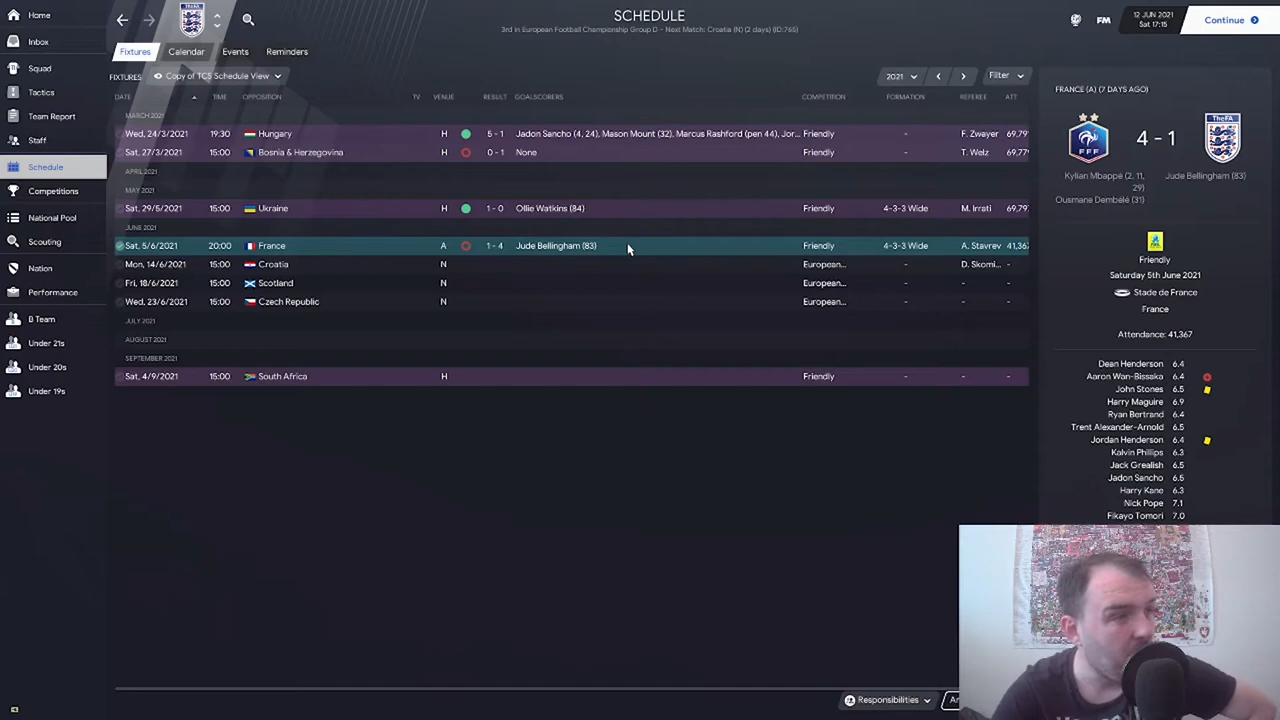 Home
Inbox
Squad
Tactics
Team Report
Staff
Schedule
Competitions
National Pool
Scouting
Nation
Performance
B Team
Under 21s
Under 20s
Under 19s
SCHEDULE
3rd in European Football Championship Group D - Next Match: Croatia (N) (2 days) (ID:765)
FM
12 JUN 2021
Sat 17:15
Continue
Fixtures Calendar Events Reminders
FIXTURES Copy of TCS Schedule View
2021 Filter
DATE TIME OPPOSITION TV VENUE RESULT GOALSCORERS COMPETITION FORMATION REFEREE ATT
MARCH 2021
Wed, 24/3/2021 19:30 Hungary H 5 - 1 Jadon Sancho (4, 24), Mason Mount (32), Marcus Rashford (pen 44), Jor... Friendly - F. Zwayer 69,797
Sat, 27/3/2021 15:00 Bosnia & Herzegovina H 0 - 1 None Friendly - T. Welz 69,779
APRIL 2021
MAY 2021
Sat, 29/5/2021 15:00 Ukraine H 1 - 0 Ollie Watkins (84) Friendly 4-3-3 Wide M. Irrati 69,797
JUNE 2021
Sat, 5/6/2021 20:00 France A 1 - 4 Jude Bellingham (83) Friendly 4-3-3 Wide A. Stavrev 41,367
Mon, 14/6/2021 15:00 Croatia N European... - D. Skomi... -
Fri, 18/6/2021 15:00 Scotland N European... - - -
Wed, 23/6/2021 15:00 Czech Republic N European... - - -
JULY 2021
AUGUST 2021
SEPTEMBER 2021
Sat, 4/9/2021 15:00 South Africa H Friendly - - -
FRANCE (A) (7 DAYS AGO)
FFF
4 - 1
TheFA
Kylian Mbappé (2, 11, 29)
Ousmane Dembélé (31)
Jude Bellingham (83)
Friendly
Saturday 5th June 2021
Stade de France
France
Attendance: 41,367
Dean Henderson 6.4
Aaron Wan-Bissaka 6.4
John Stones 6.5
Harry Maguire 6.9
Ryan Bertrand 6.4
Trent Alexander-Arnold 6.5
Jordan Henderson 6.4
Kalvin Phillips 6.3
Jack Grealish 6.5
Jadon Sancho 6.5
Harry Kane 6.3
Nick Pope 7.1
Fikayo Tomori 7.0
Responsibilities